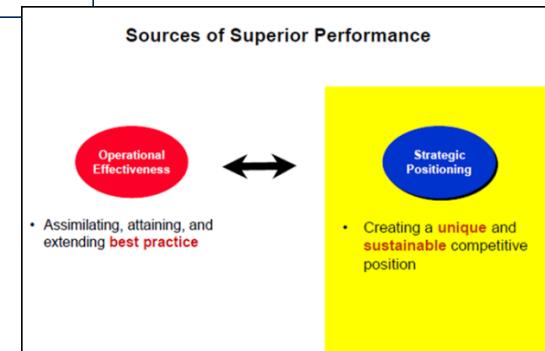 Sources of Superior Performance
Operational
Effectiveness
Strategic
Positioning
• Assimilating, attaining, and
extending best practice
• Creating a unique and
sustainable competitive
position